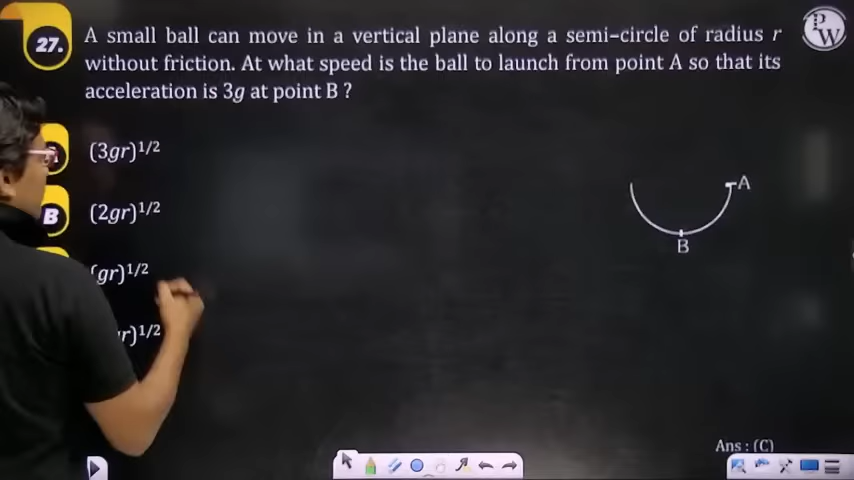 27.
A small ball can move in a vertical plane along a semi-circle of radius r
without friction. At what speed is the ball to launch from point A so that its
acceleration is 3g at point B ?
(3gr)^1/2
B (2gr)^1/2
(gr)^1/2
r)^1/2
A
B
Ans : (C)
P
W